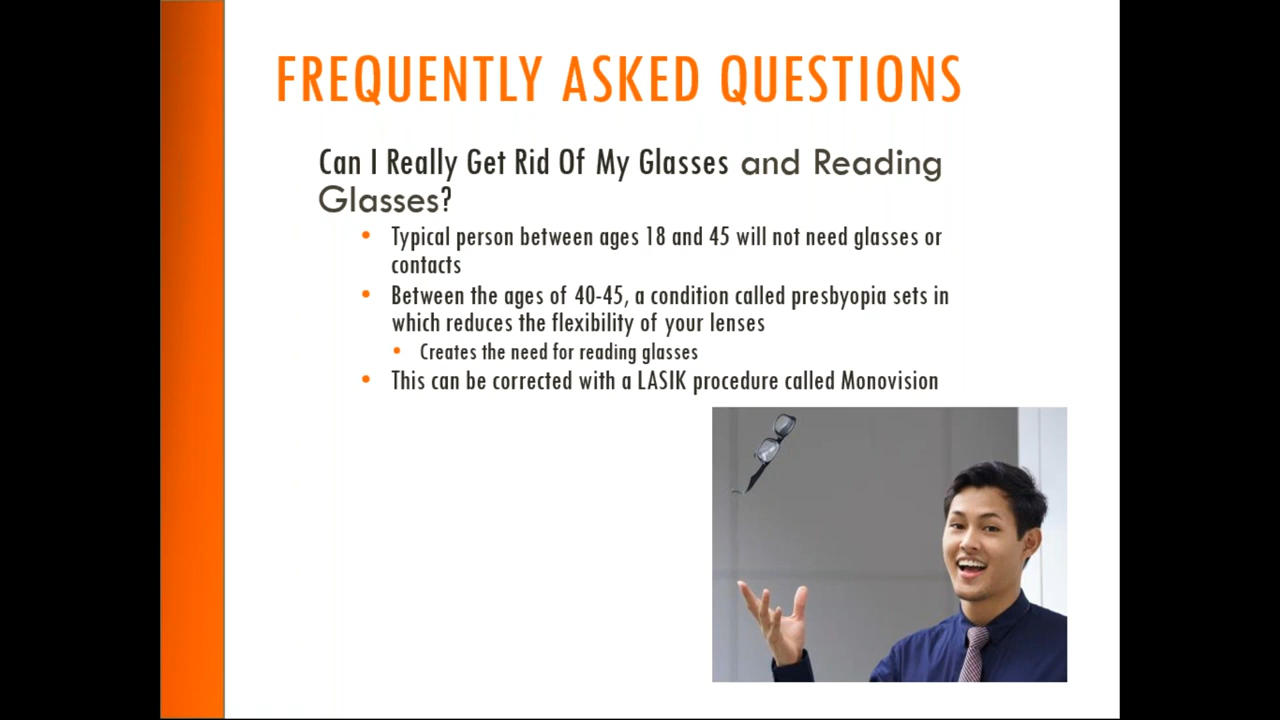 FREQUENTLY ASKED QUESTIONS
Can I Really Get Rid Of My Glasses and Reading
Glasses?
• Typical person between ages 18 and 45 will not need glasses or
contacts
• Between the ages of 40-45, a condition called presbyopia sets in
which reduces the flexibility of your lenses
• Creates the need for reading glasses
• This can be corrected with a LASIK procedure called Monovision